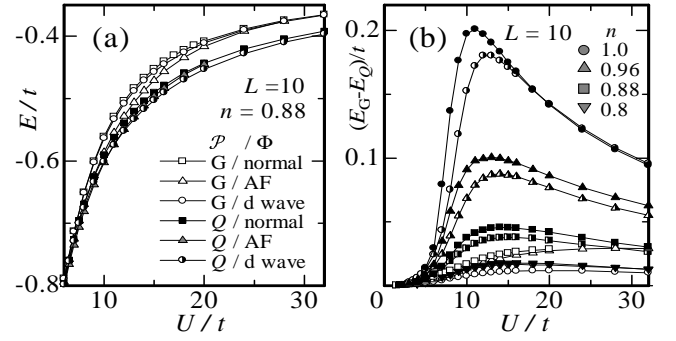 (a)
L =10
n = 0.88
𝒫 / Φ
G / normal
G / AF
G / d wave
Q / normal
Q / AF
Q / d wave
E / t
-0.4
-0.6
-0.8
10
20
30
U / t
(b)
L = 10
n
1.0
0.96
0.88
0.8
(E_G-E_Q)/t
0.2
0.1
0
10
20
30
U / t